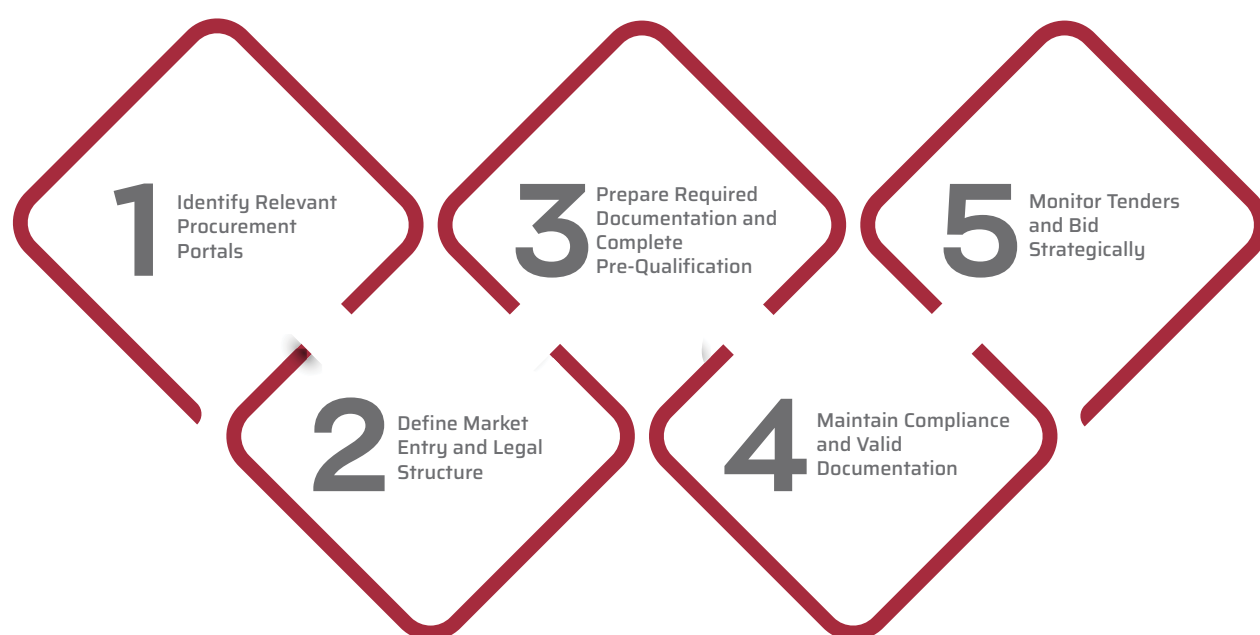 1
Identify Relevant
Procurement
Portals
2
Define Market
Entry and Legal
Structure
3
Prepare Required
Documentation and
Complete
Pre-Qualification
4
Maintain Compliance
and Valid
Documentation
5
Monitor Tenders
and Bid
Strategically